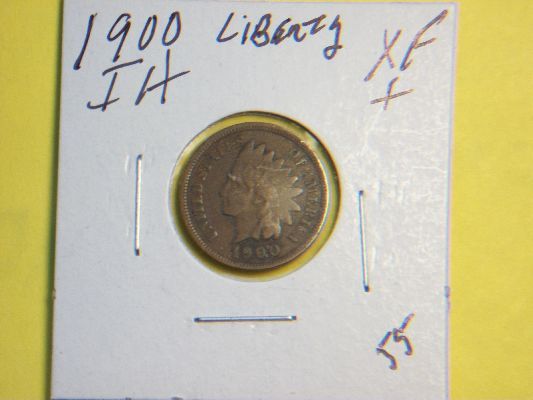 1900 Liberty XF
IH +
UNITED STATES OF AMERICA
1900
55